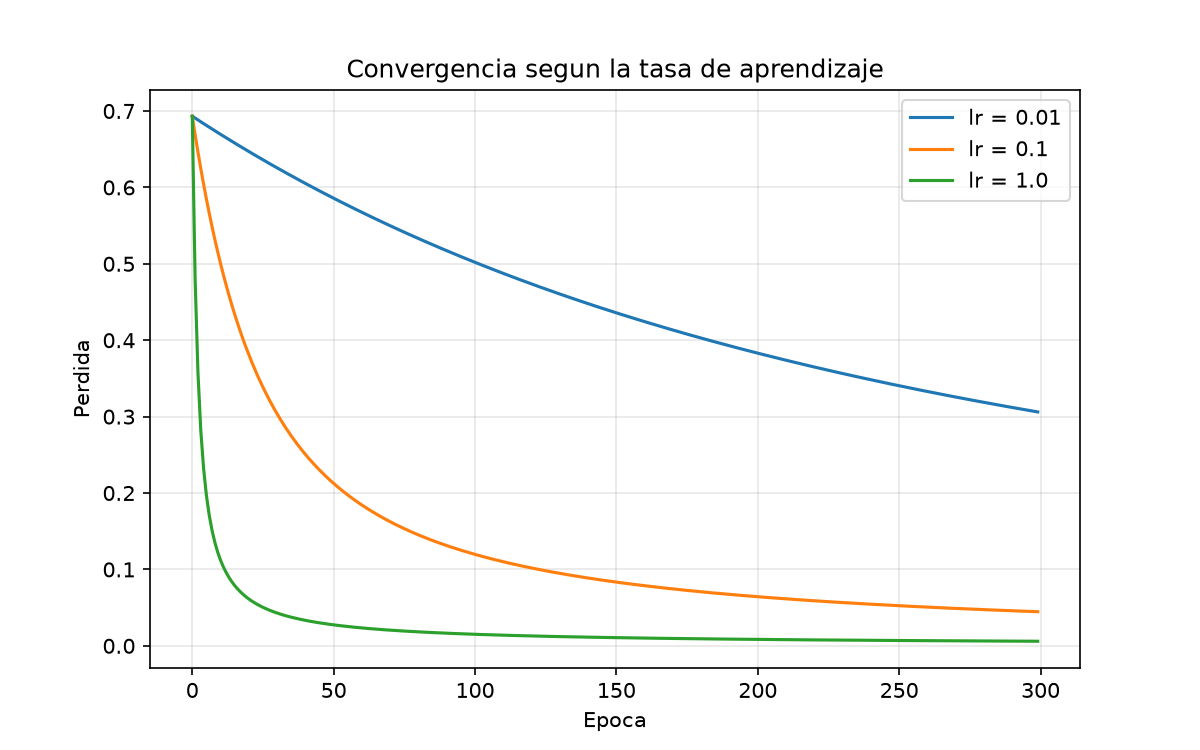 Convergencia segun la tasa de aprendizaje
lr = 0.01
lr = 0.1
lr = 1.0
Perdida
0.7
0.6
0.5
0.4
0.3
0.2
0.1
0.0
0 50 100 150 200 250 300
Epoca